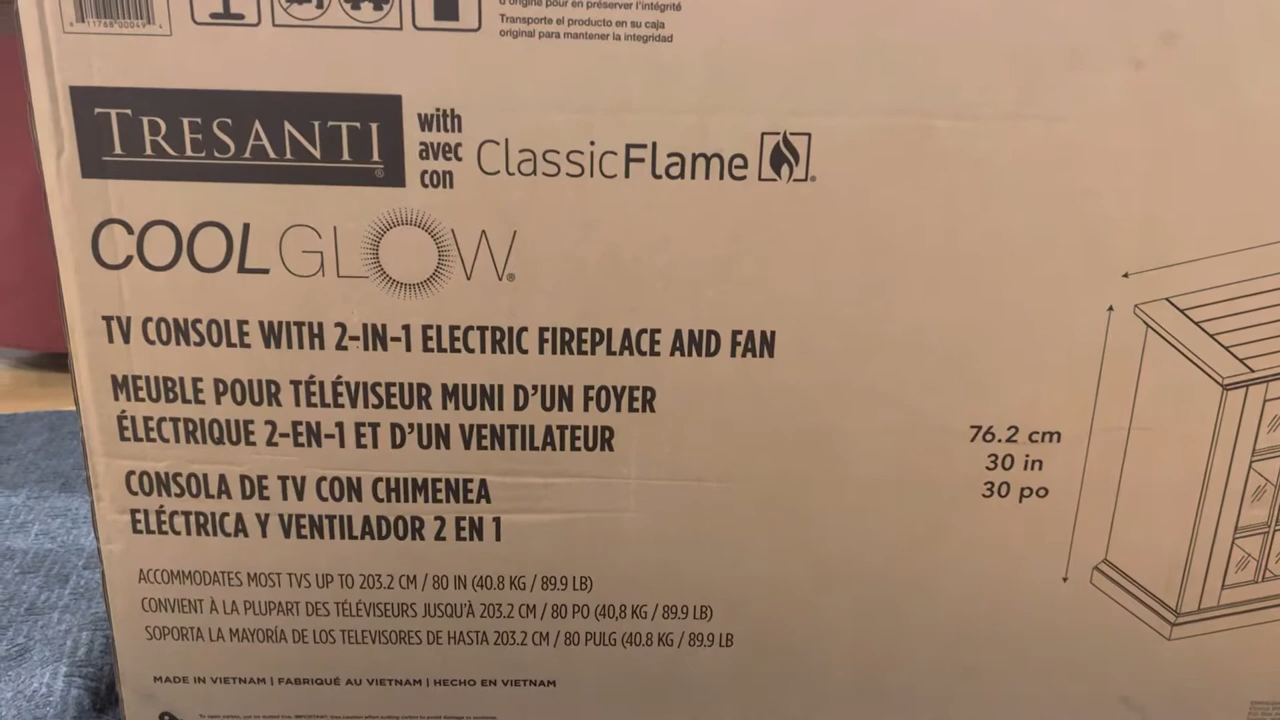 d'origine pour en préserver l'intégrité
Transporte el producto en su caja
original para mantener la integridad
TRESANTI®
with
avec
con
ClassicFlame®
COOLGLOW®
TV CONSOLE WITH 2-IN-1 ELECTRIC FIREPLACE AND FAN
MEUBLE POUR TÉLÉVISEUR MUNI D'UN FOYER
ÉLECTRIQUE 2-EN-1 ET D'UN VENTILATEUR
CONSOLA DE TV CON CHIMENEA
ELÉCTRICA Y VENTILADOR 2 EN 1
76.2 cm
30 in
30 po
ACCOMMODATES MOST TVS UP TO 203.2 CM / 80 IN (40.8 KG / 89.9 LB)
CONVIENT À LA PLUPART DES TÉLÉVISEURS JUSQU'À 203.2 CM / 80 PO (40,8 KG / 89.9 LB)
SOPORTA LA MAYORÍA DE LOS TELEVISORES DE HASTA 203.2 CM / 80 PULG (40.8 KG / 89.9 LB
MADE IN VIETNAM | FABRIQUÉ AU VIETNAM | HECHO EN VIETNAM